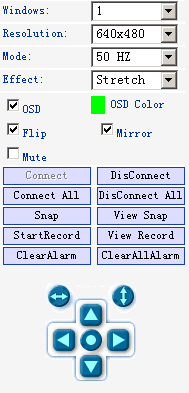 Windows: 1
Resolution: 640x480
Mode: 50 HZ
Effect: Stretch
OSD OSD Color
Flip Mirror
Mute
Connect DisConnect
Connect All DisConnect All
Snap View Snap
StartRecord View Record
ClearAlarm ClearAllAlarm